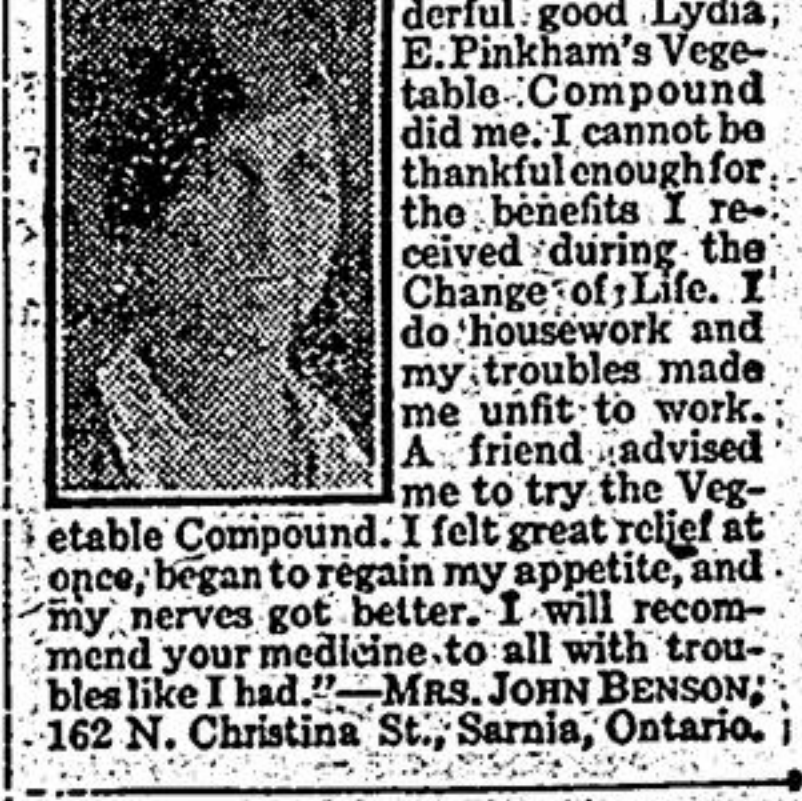 derful good Lydia
E. Pinkham's Vege-
table Compound
did me. I cannot be
thankful enough for
the benefits I re-
ceived during the
Change of Life. I
do housework and
my troubles made
me unfit to work.
A friend advised
me to try the Veg-
etable Compound. I felt great relief at
once, began to regain my appetite, and
my nerves got better. I will recom-
mend your medicine to all with trou-
bles like I had."—MRS. JOHN BENSON,
162 N. Christina St., Sarnia, Ontario.